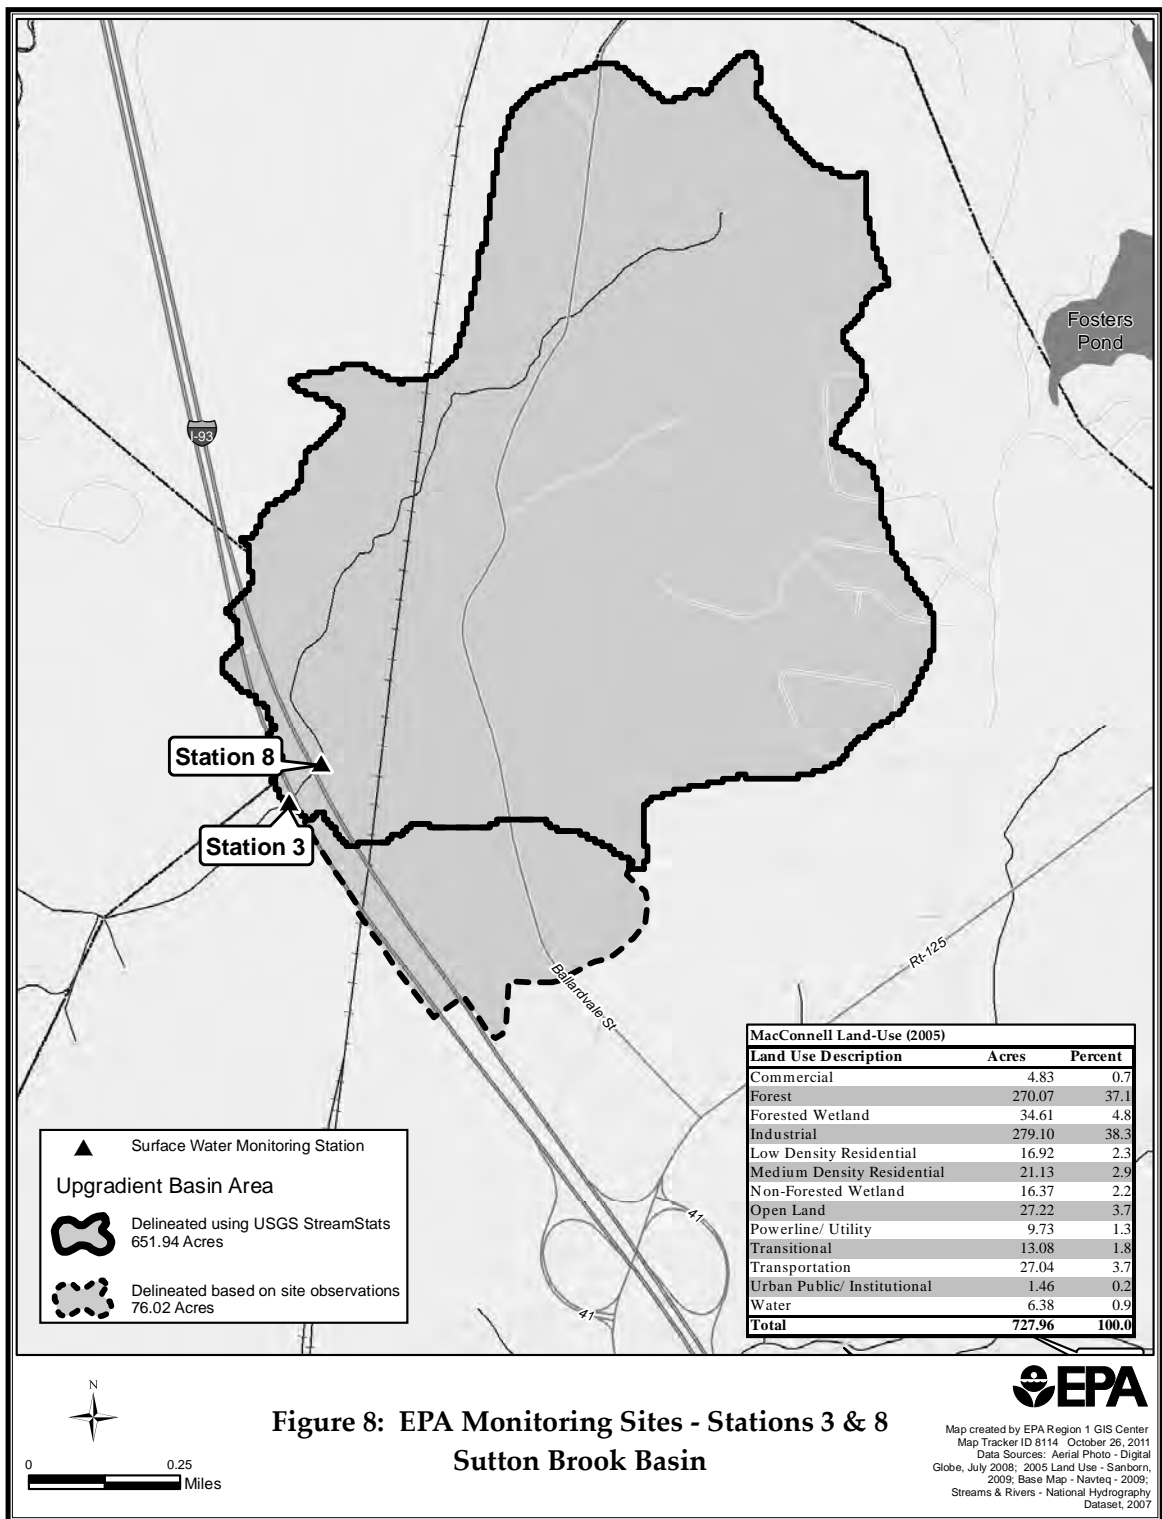 Fosters
Pond
I-93
Station 8
Station 3
Rt-125
Ballardvale St
41
41
MacConnell Land-Use (2005)
Land Use Description Acres Percent
Commercial 4.83 0.7
Forest 270.07 37.1
Forested Wetland 34.61 4.8
Industrial 279.10 38.3
Low Density Residential 16.92 2.3
Medium Density Residential 21.13 2.9
Non-Forested Wetland 16.37 2.2
Open Land 27.22 3.7
Powerline/ Utility 9.73 1.3
Transitional 13.08 1.8
Transportation 27.04 3.7
Urban Public/ Institutional 1.46 0.2
Water 6.38 0.9
Total 727.96 100.0
Surface Water Monitoring Station
Upgradient Basin Area
Delineated using USGS StreamStats
651.94 Acres
Delineated based on site observations
76.02 Acres
N
0 0.25
Miles
Figure 8: EPA Monitoring Sites - Stations 3 & 8
Sutton Brook Basin
EPA
Map created by EPA Region 1 GIS Center
Map Tracker ID 8114 October 26, 2011
Data Sources: Aerial Photo - Digital
Globe, July 2008; 2005 Land Use - Sanborn,
2009; Base Map - Navteq - 2009;
Streams & Rivers - National Hydrography
Dataset, 2007